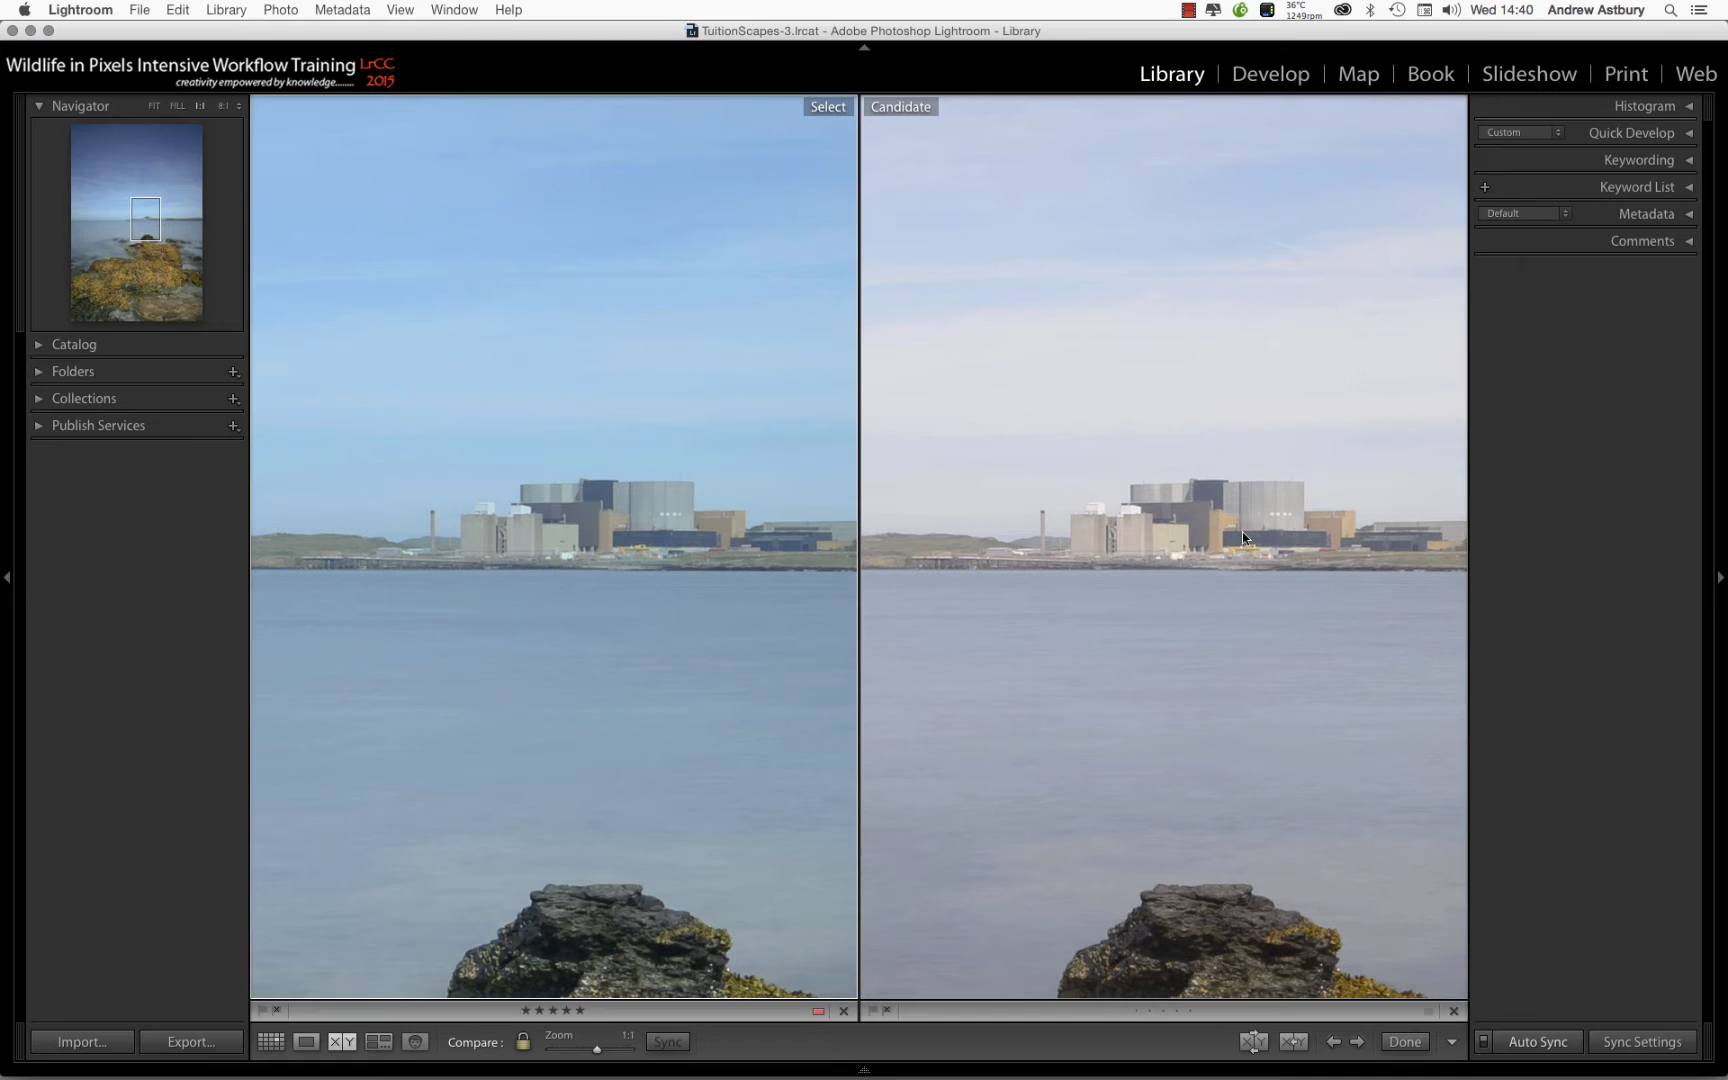 Lightroom File Edit Library Photo Metadata View Window Help 36°C 1249rpm Wed 14:40 Andrew Astbury
TuitionScapes-3.lrcat - Adobe Photoshop Lightroom - Library
Wildlife in Pixels Intensive Workflow Training LrCC 2015
creativity empowered by knowledge........
Library | Develop | Map | Book | Slideshow | Print | Web
Navigator FIT FILL 1:1 8:1
Catalog
Folders
Collections
Publish Services
Select
Candidate
Histogram
Custom Quick Develop
Keywording
Keyword List
Default Metadata
Comments
Import... Export...
XY Compare : Zoom 1:1 Sync
Done
Auto Sync Sync Settings